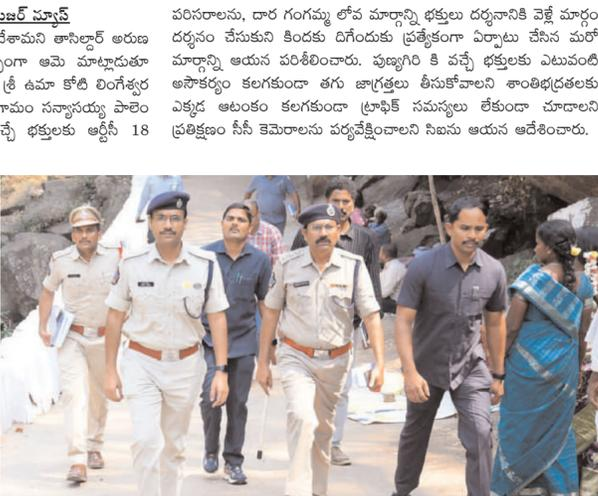 ుజర్ న్యూస్
వేశామని తాసిల్దార్ అరుణ
ృంగా ఆమె మాట్లాడుతూ
శ్రీ ఉమా కోటి లింగేశ్వర
గామం సన్యాసయ్య పాలెం
చ్చే భక్తులకు ఆర్టీసీ 18
పరిసరాలను, దార గంగమ్మ లోవ మార్గాన్ని భక్తులు దర్శనానికి వెళ్లే మార్గం
దర్శనం చేసుకుని కిందకు దిగేందుకు ప్రత్యేకంగా ఏర్పాటు చేసిన మరో
మార్గాన్ని ఆయన పరిశీలించారు. పుణ్యగిరి కి వచ్చే భక్తులకు ఎటువంటి
అసౌకర్యం కలగకుండా తగు జాగ్రత్తలు తీసుకోవాలని శాంతిభద్రతలకు
ఎక్కడ ఆటంకం కలగకుండా ట్రాఫిక్ సమస్యలు లేకుండా చూడాలని
ప్రతిక్షణం సీసీ కెమెరాలను పర్యవేక్షించాలని సిఐను ఆయన ఆదేశించారు.